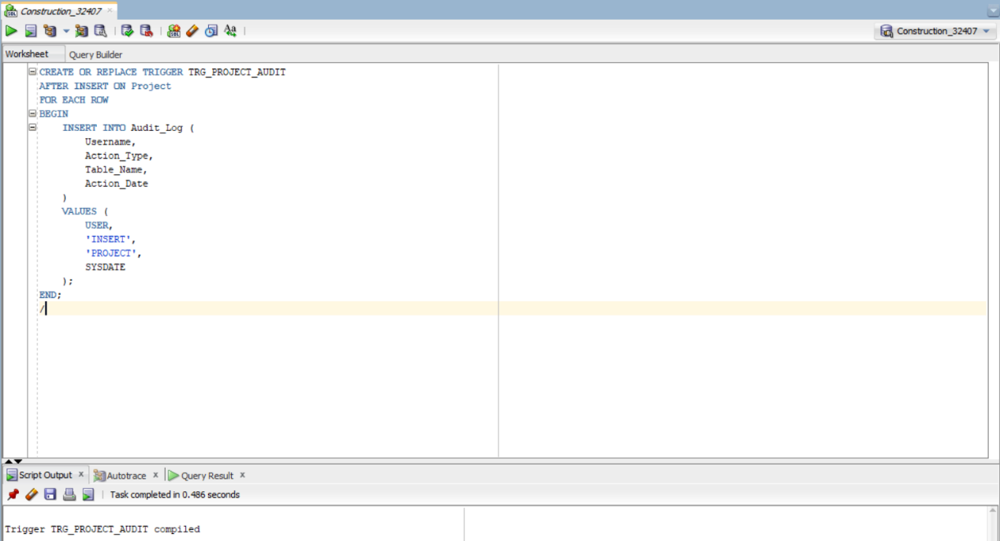 Construction_32407
Construction_32407
Worksheet Query Builder
CREATE OR REPLACE TRIGGER TRG_PROJECT_AUDIT
AFTER INSERT ON Project
FOR EACH ROW
BEGIN
    INSERT INTO Audit_Log (
        Username,
        Action_Type,
        Table_Name,
        Action_Date
    )
    VALUES (
        USER,
        'INSERT',
        'PROJECT',
        SYSDATE
    );
END;
/
Script Output x Autotrace x Query Result x
Task completed in 0.486 seconds
Trigger TRG_PROJECT_AUDIT compiled